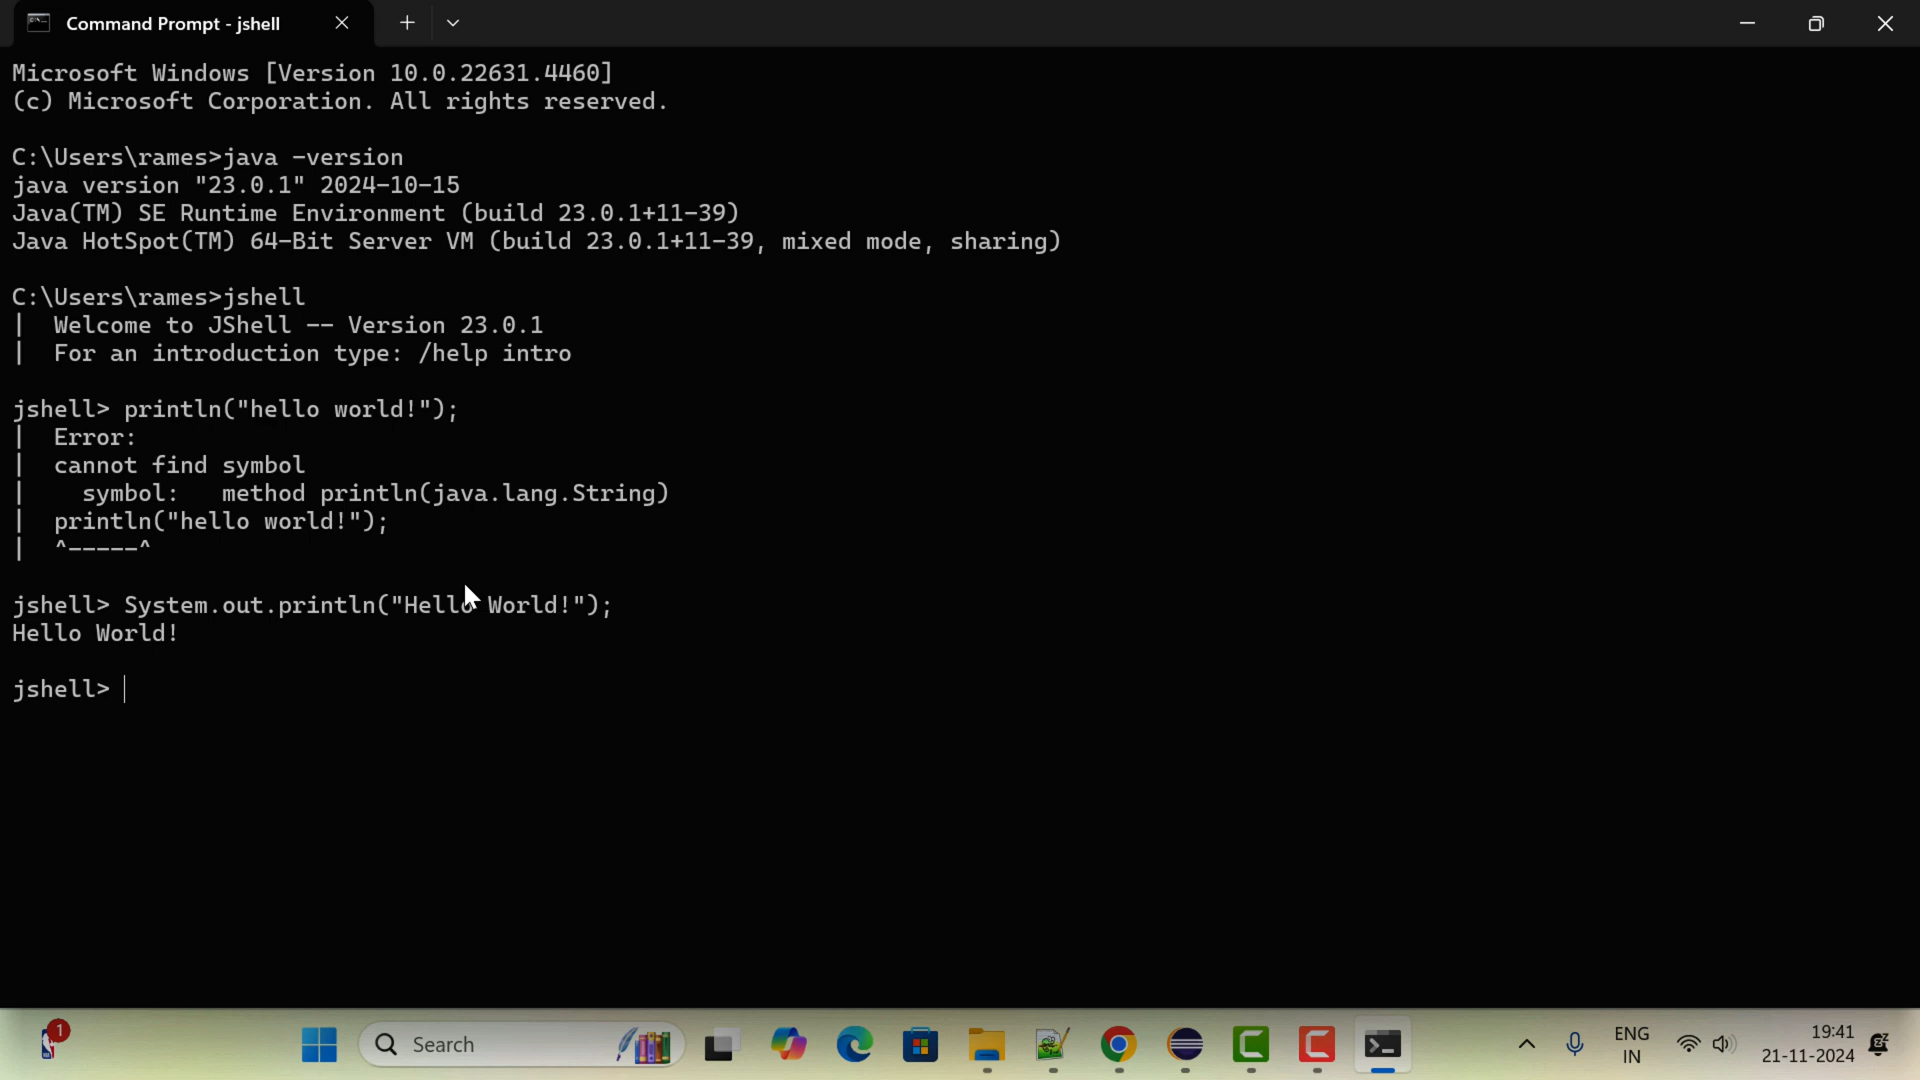 Command Prompt - jshell
Microsoft Windows [Version 10.0.22631.4460]
(c) Microsoft Corporation. All rights reserved.
C:\Users\rames>java -version
java version "23.0.1" 2024-10-15
Java(TM) SE Runtime Environment (build 23.0.1+11-39)
Java HotSpot(TM) 64-Bit Server VM (build 23.0.1+11-39, mixed mode, sharing)
C:\Users\rames>jshell
|  Welcome to JShell -- Version 23.0.1
|  For an introduction type: /help intro
jshell> println("hello world!");
|  Error:
|  cannot find symbol
|    symbol:   method println(java.lang.String)
|  println("hello world!");
|  ^-----^
jshell> System.out.println("Hello World!");
Hello World!
jshell>
1
Search
ENG
IN
19:41
21-11-2024